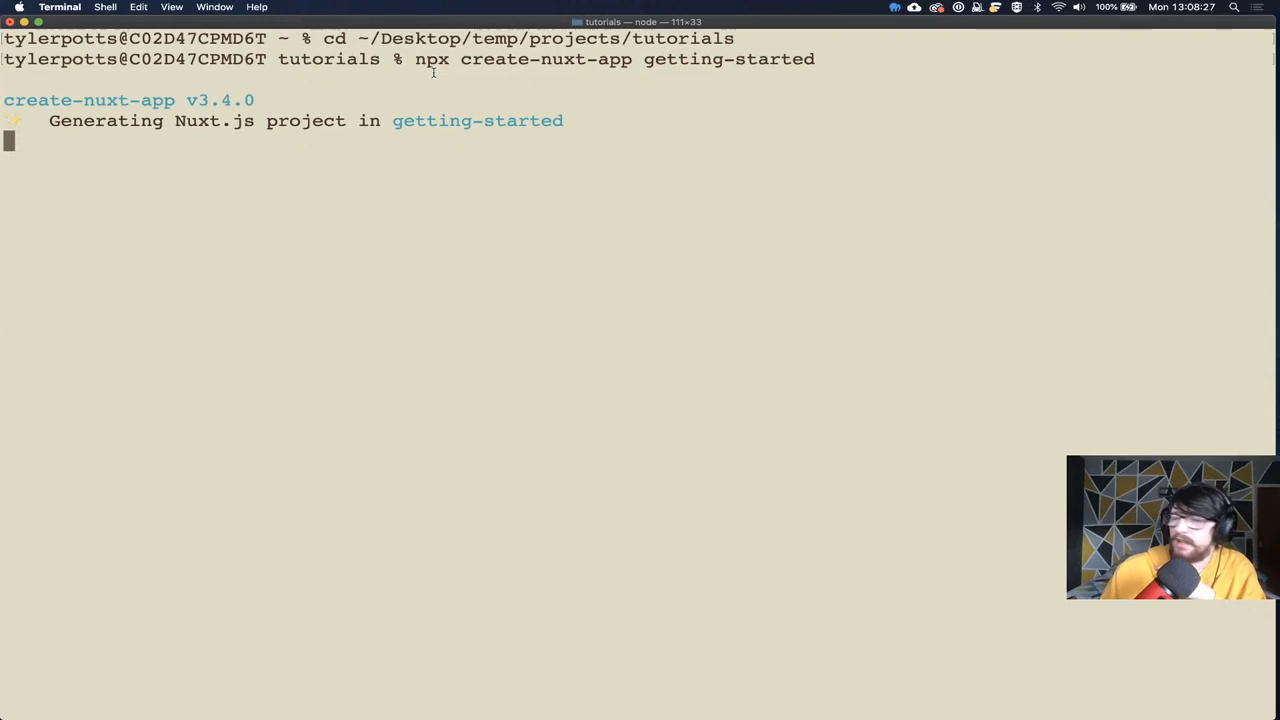 Terminal Shell Edit View Window Help 100% Mon 13:08:27
tutorials — node — 111×33
tylerpotts@C02D47CPMD6T ~ % cd ~/Desktop/temp/projects/tutorials
tylerpotts@C02D47CPMD6T tutorials % npx create-nuxt-app getting-started
create-nuxt-app v3.4.0
✨ Generating Nuxt.js project in getting-started